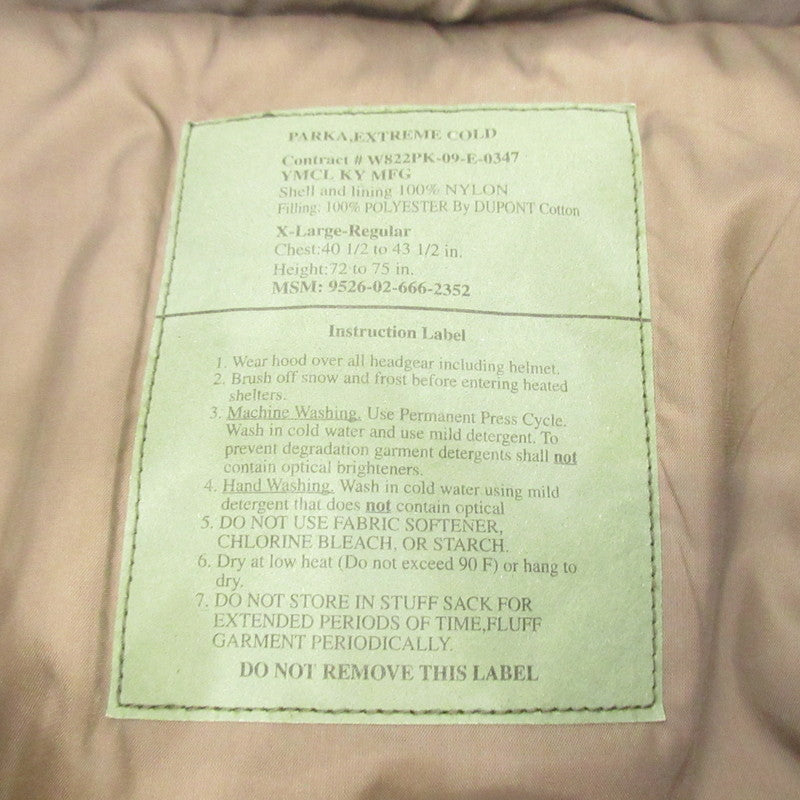 PARKA,EXTREME COLD
Contract # W822PK-09-E-0347
YMCL KY MFG
Shell and lining 100% NYLON
Filling: 100% POLYESTER By DUPONT Cotton
X-Large-Regular
Chest:40 1/2 to 43 1/2 in.
Height:72 to 75 in.
MSM: 9526-02-666-2352
Instruction Label
1. Wear hood over all headgear including helmet.
2. Brush off snow and frost before entering heated
shelters.
3. Machine Washing. Use Permanent Press Cycle.
Wash in cold water and use mild detergent. To
prevent degradation garment detergents shall not
contain optical brighteners.
4. Hand Washing. Wash in cold water using mild
detergent that does not contain optical
5. DO NOT USE FABRIC SOFTENER,
CHLORINE BLEACH, OR STARCH.
6. Dry at low heat (Do not exceed 90 F) or hang to
dry.
7. DO NOT STORE IN STUFF SACK FOR
EXTENDED PERIODS OF TIME,FLUFF
GARMENT PERIODICALLY.
DO NOT REMOVE THIS LABEL